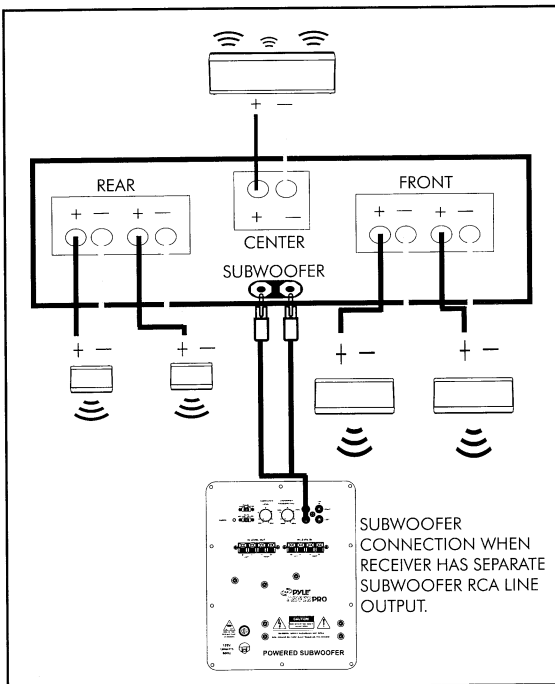 + —
REAR
FRONT
+ — + —
+ —
+ — + —
CENTER
SUBWOOFER
+ — + —
+ — + —
SUBWOOFER
CONNECTION WHEN
RECEIVER HAS SEPARATE
SUBWOOFER RCA LINE
OUTPUT.
PYLE
PRO
CAUTION
POWERED SUBWOOFER